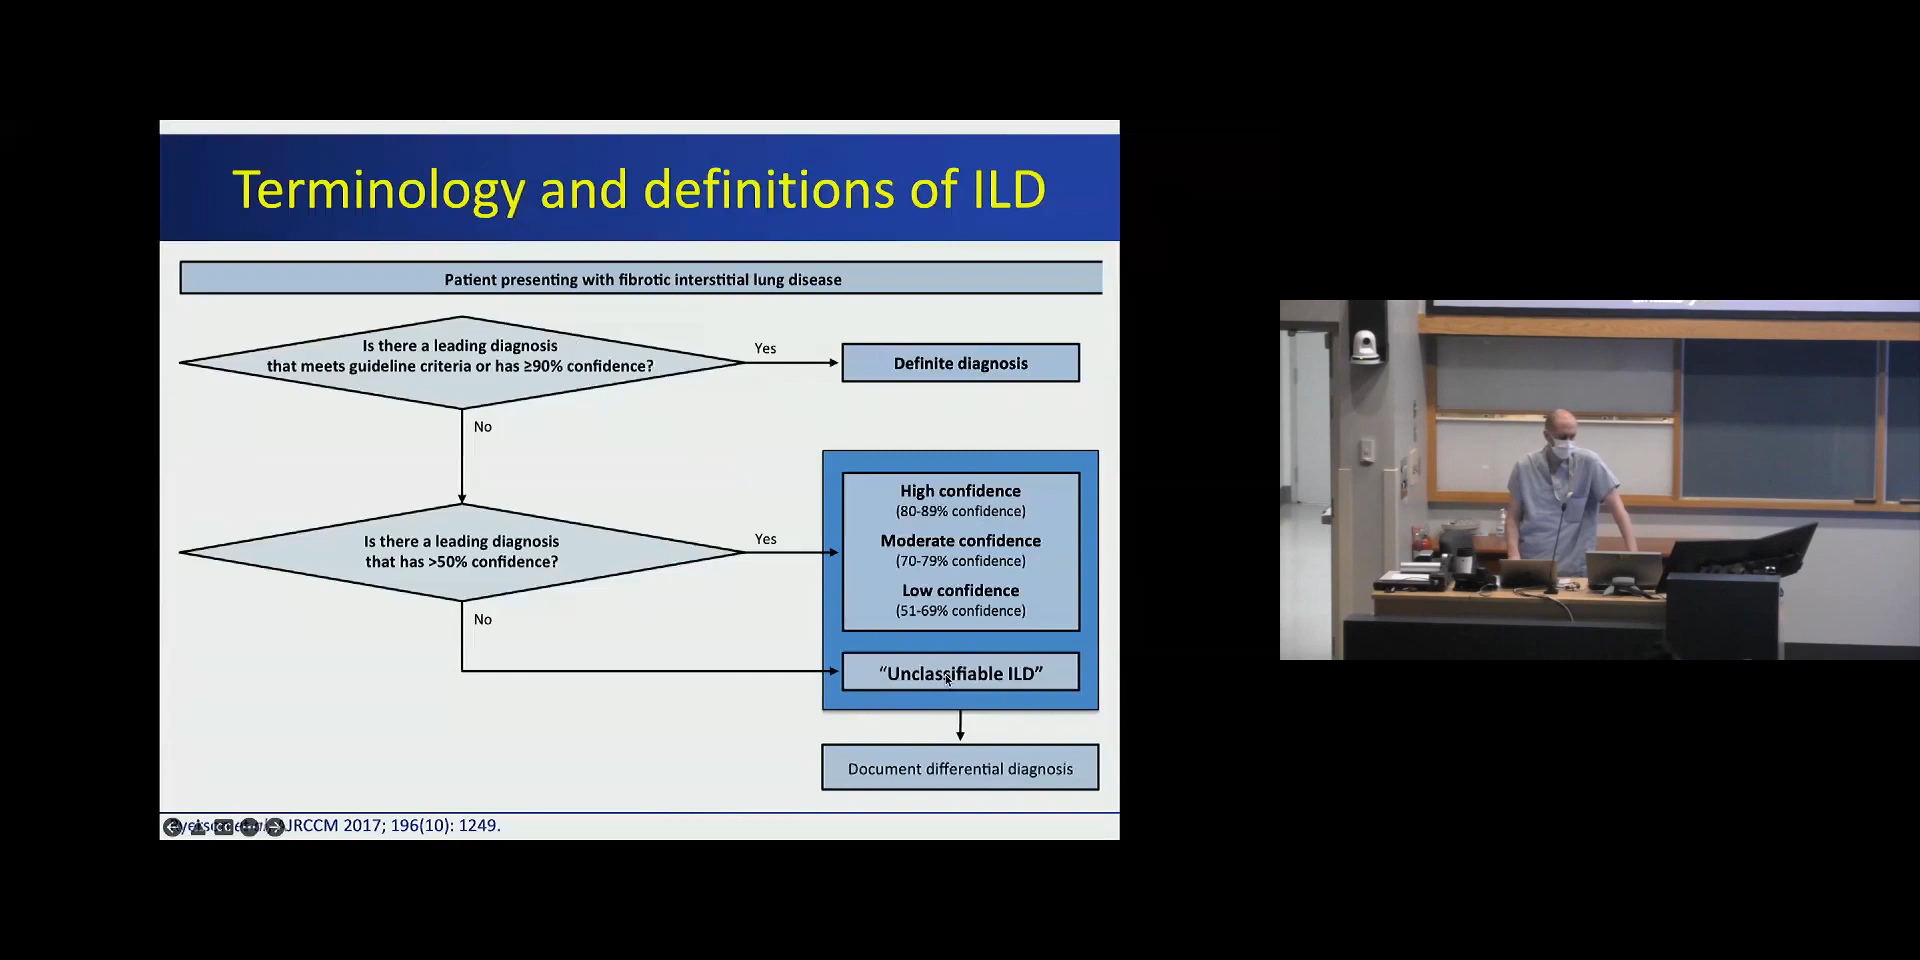 Terminology and definitions of ILD
Patient presenting with fibrotic interstitial lung disease
Is there a leading diagnosis
that meets guideline criteria or has ≥90% confidence?
Yes
Definite diagnosis
No
Is there a leading diagnosis
that has >50% confidence?
Yes
High confidence
(80-89% confidence)
Moderate confidence
(70-79% confidence)
Low confidence
(51-69% confidence)
No
“Unclassifiable ILD”
Document differential diagnosis
JRCCM 2017; 196(10): 1249.